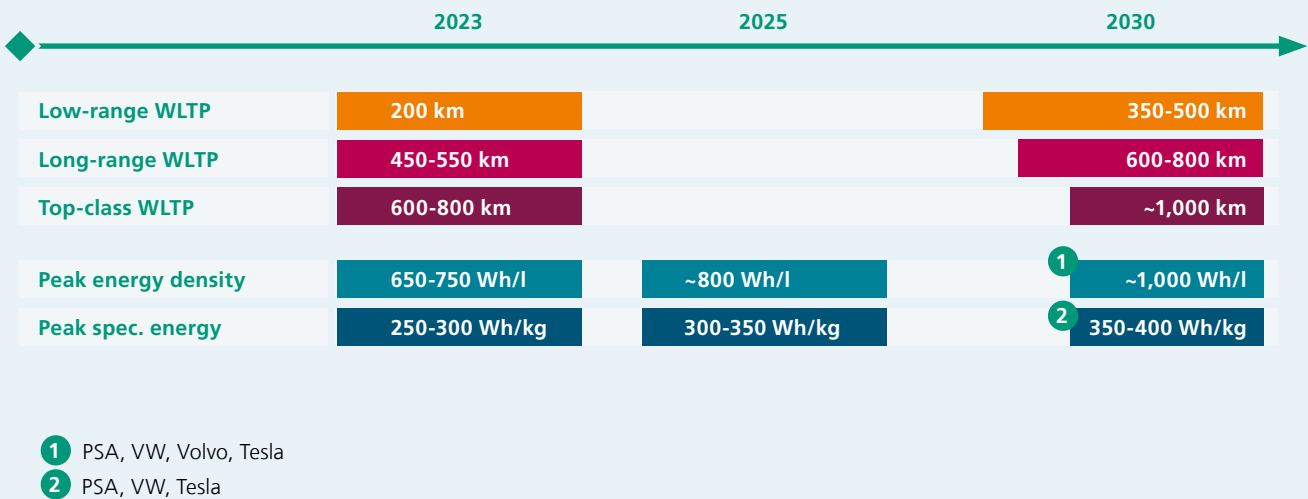 2023 2025 2030
Low-range WLTP 200 km 350-500 km
Long-range WLTP 450-550 km 600-800 km
Top-class WLTP 600-800 km ~1,000 km
Peak energy density 650-750 Wh/l ~800 Wh/l 1 ~1,000 Wh/l
Peak spec. energy 250-300 Wh/kg 300-350 Wh/kg 2 350-400 Wh/kg
1 PSA, VW, Volvo, Tesla
2 PSA, VW, Tesla